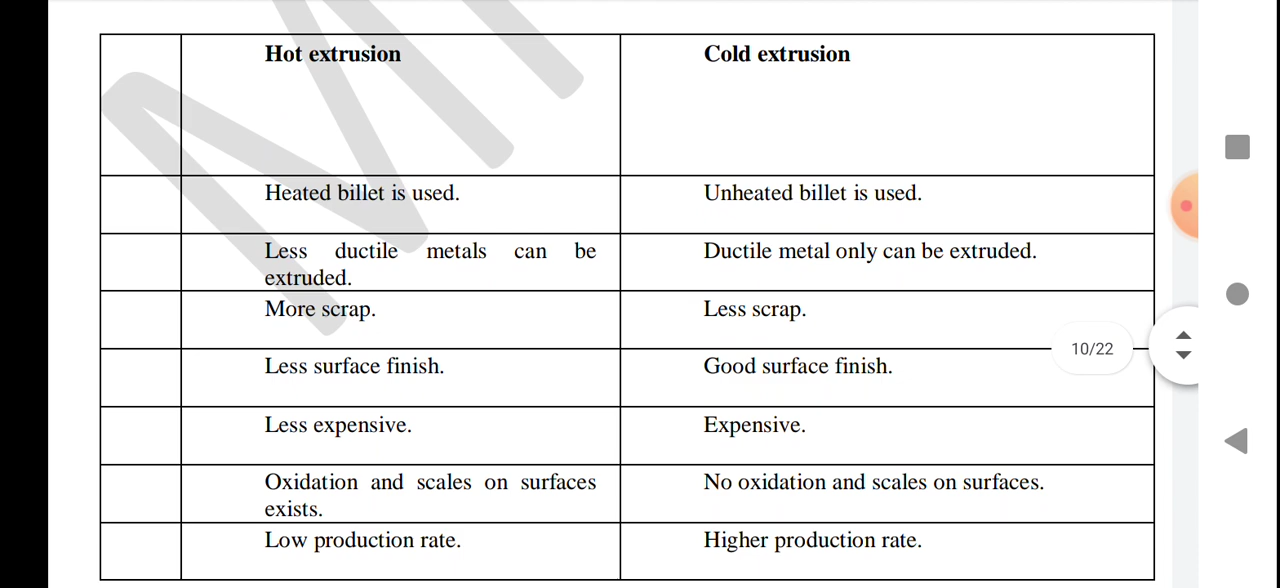 Hot extrusion Cold extrusion
Heated billet is used. Unheated billet is used.
Less ductile metals can be Ductile metal only can be extruded.
extruded.
More scrap. Less scrap.
10/22
Less surface finish. Good surface finish.
Less expensive. Expensive.
Oxidation and scales on surfaces No oxidation and scales on surfaces.
exists.
Low production rate. Higher production rate.